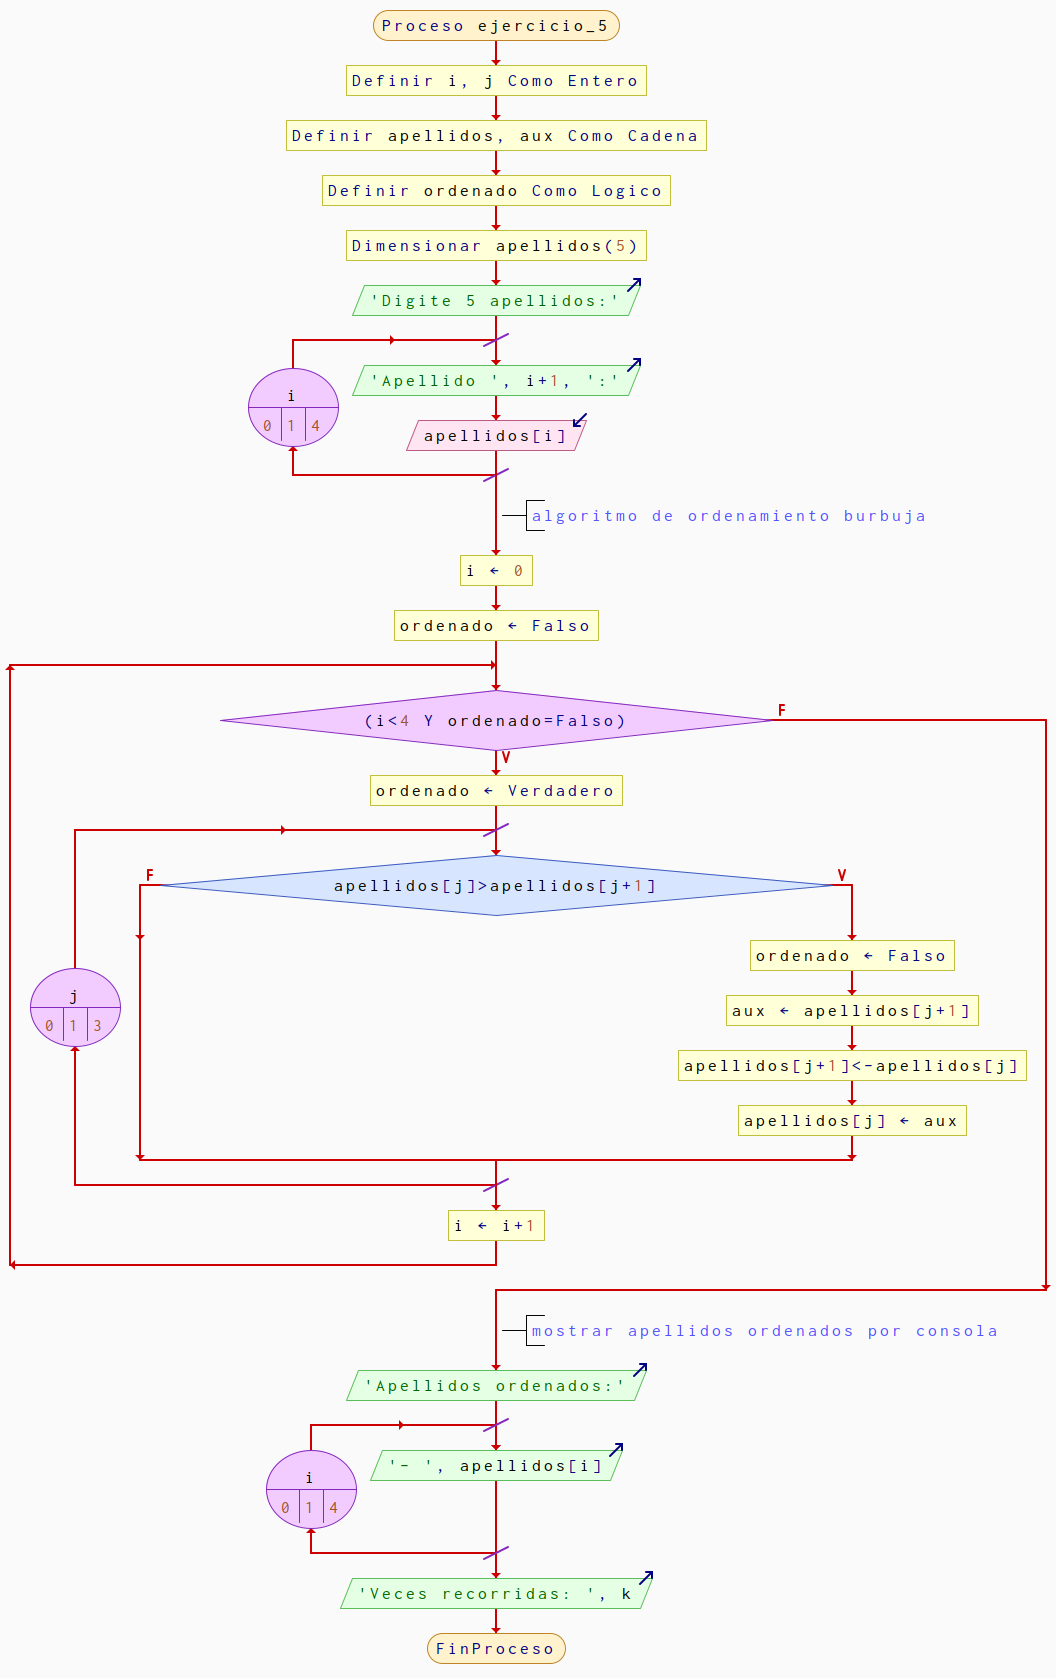 Proceso ejercicio_5
Definir i, j Como Entero
Definir apellidos, aux Como Cadena
Definir ordenado Como Logico
Dimensionar apellidos(5)
'Digite 5 apellidos:'
'Apellido ', i+1, ':'
i
0 1 4
apellidos[i]
algoritmo de ordenamiento burbuja
i ← 0
ordenado ← Falso
(i<4 Y ordenado=Falso)
F
V
ordenado ← Verdadero
F
apellidos[j]>apellidos[j+1]
V
ordenado ← Falso
j
0 1 3
aux ← apellidos[j+1]
apellidos[j+1]<-apellidos[j]
apellidos[j] ← aux
i ← i+1
mostrar apellidos ordenados por consola
'Apellidos ordenados:'
'- ', apellidos[i]
i
0 1 4
'Veces recorridas: ', k
FinProceso